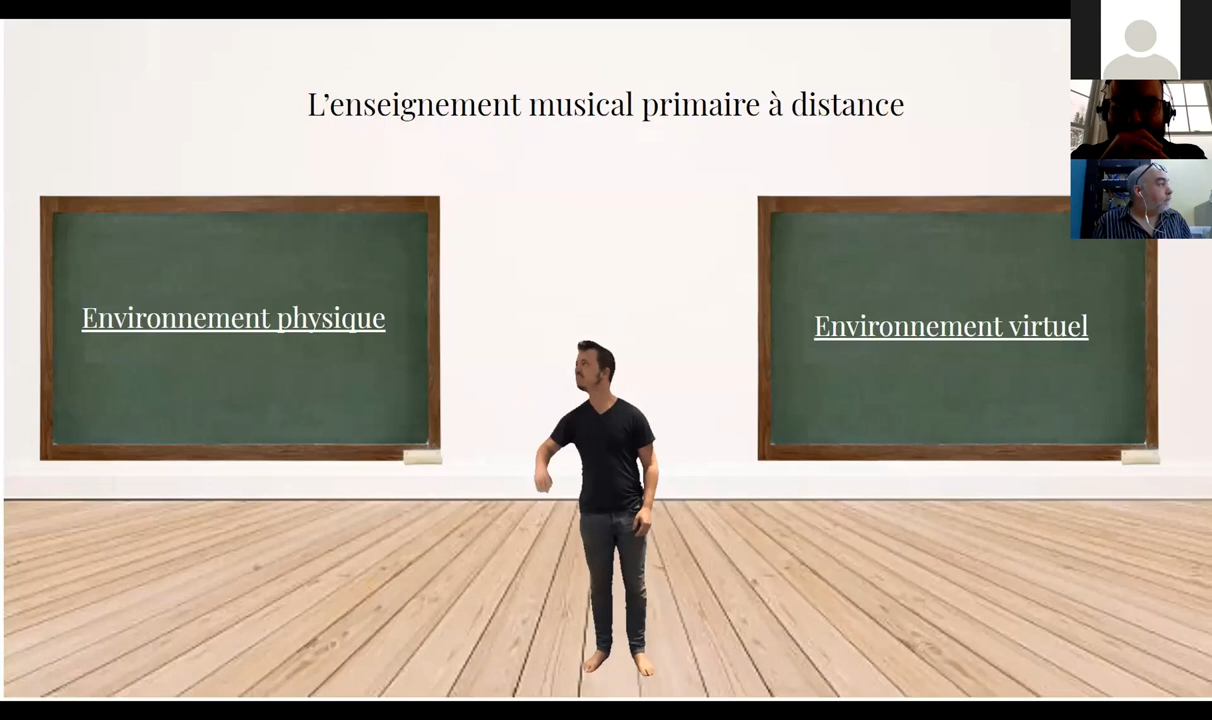 L'enseignement musical primaire à distance
Environnement physique
Environnement virtuel